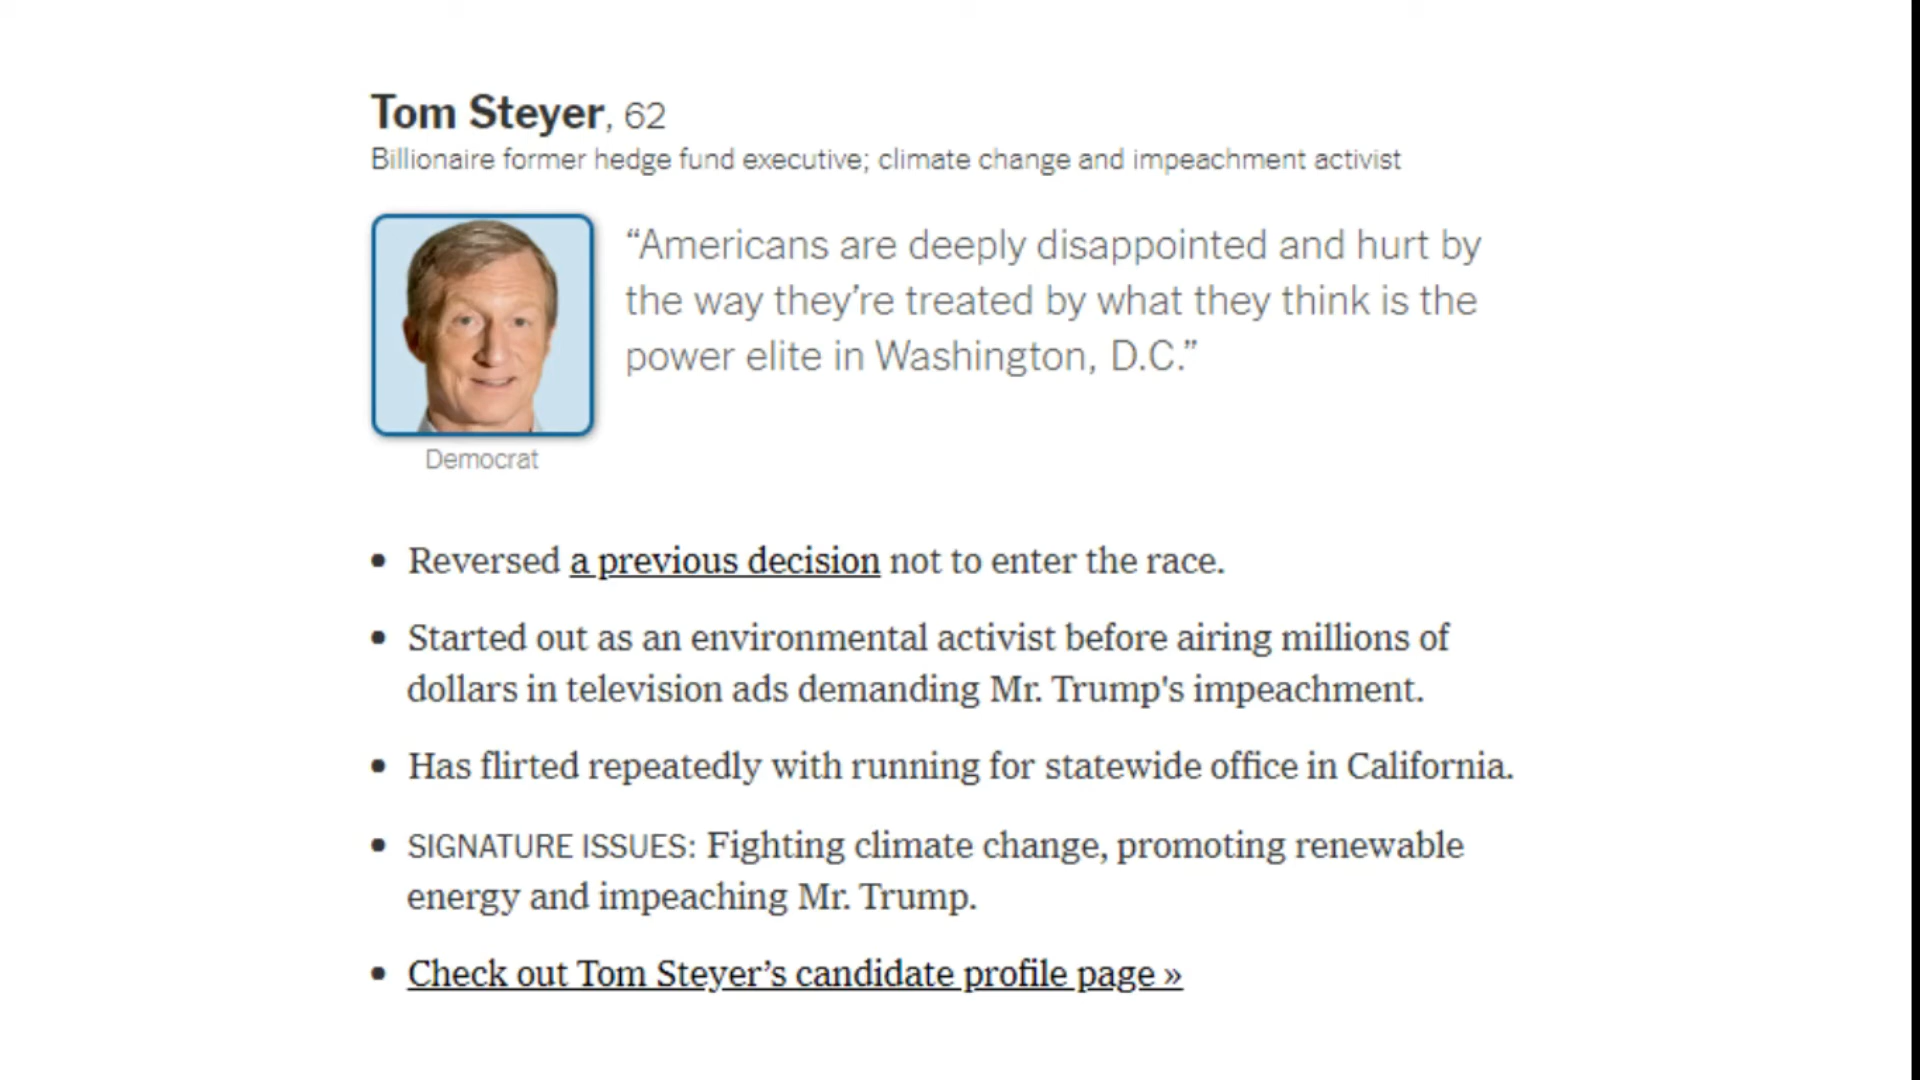 Tom Steyer, 62
Billionaire former hedge fund executive; climate change and impeachment activist
“Americans are deeply disappointed and hurt by
the way they’re treated by what they think is the
power elite in Washington, D.C.”
Democrat
• Reversed a previous decision not to enter the race.
• Started out as an environmental activist before airing millions of
dollars in television ads demanding Mr. Trump's impeachment.
• Has flirted repeatedly with running for statewide office in California.
• SIGNATURE ISSUES: Fighting climate change, promoting renewable
energy and impeaching Mr. Trump.
• Check out Tom Steyer’s candidate profile page »